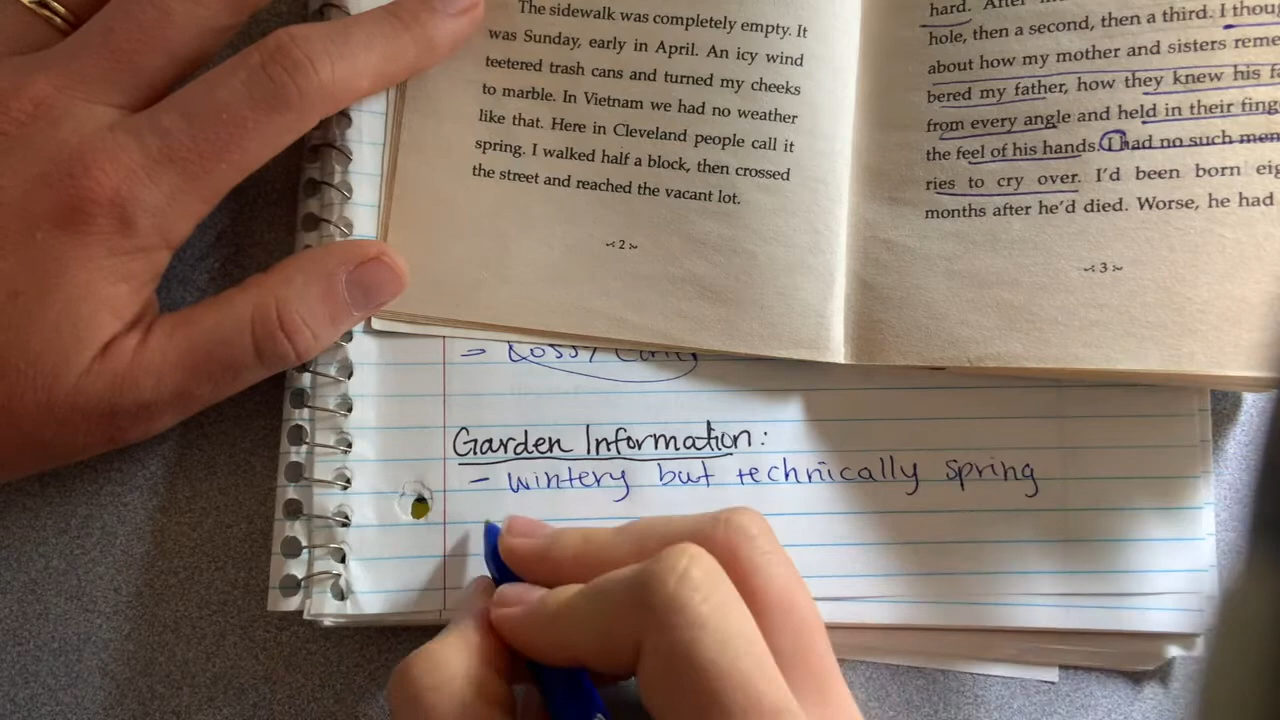 The sidewalk was completely empty. It
was Sunday, early in April. An icy wind
teetered trash cans and turned my cheeks
to marble. In Vietnam we had no weather
like that. Here in Cleveland people call it
spring. I walked half a block, then crossed
the street and reached the vacant lot.
2
hard. After
hole, then a second, then a third. I thou
about how my mother and sisters reme
bered my father, how they knew his fa
from every angle and held in their fing
the feel of his hands. I had no such mem
ries to cry over. I'd been born eig
months after he'd died. Worse, he had
3
Garden Information:
- wintery but technically spring